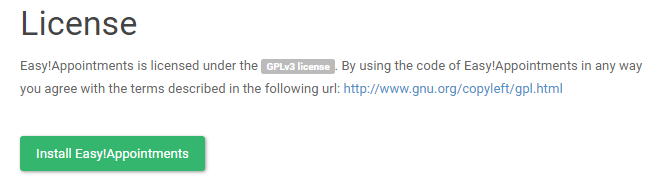 License
Easy!Appointments is licensed under the GPLv3 license. By using the code of Easy!Appointments in any way
you agree with the terms described in the following url: http://www.gnu.org/copyleft/gpl.html
Install Easy!Appointments